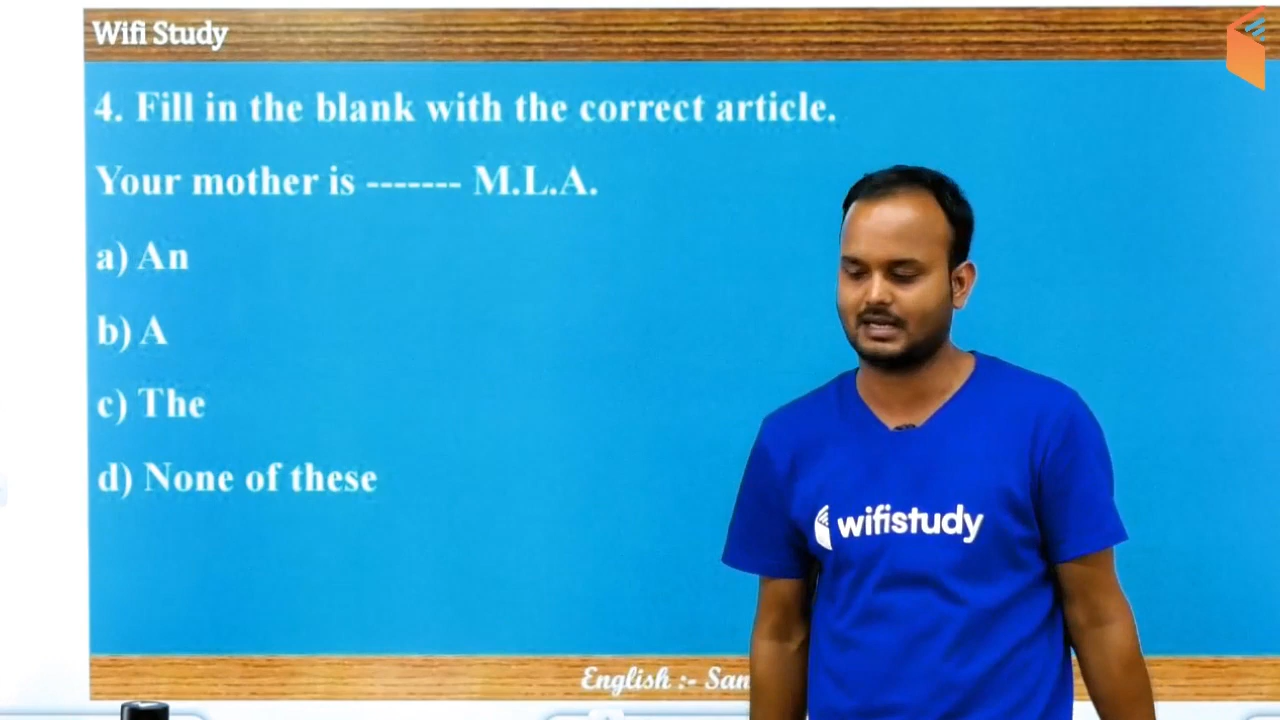 Wifi Study
4. Fill in the blank with the correct article.
Your mother is ------- M.L.A.
a) An
b) A
c) The
d) None of these
wifistudy
English :- San